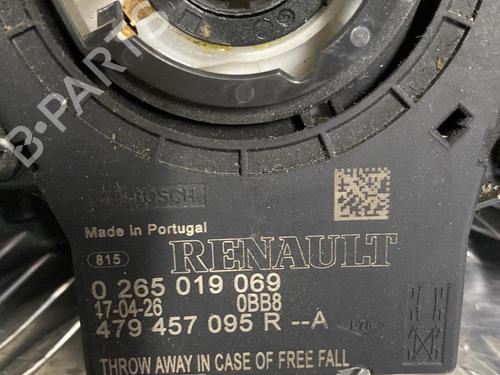 B-PARTS
BOSCH
Made in Portugal
815 RENAULT
0 265 019 069
17-04-26 0BB8
479 457 095 R --A L78
THROW AWAY IN CASE OF FREE FALL